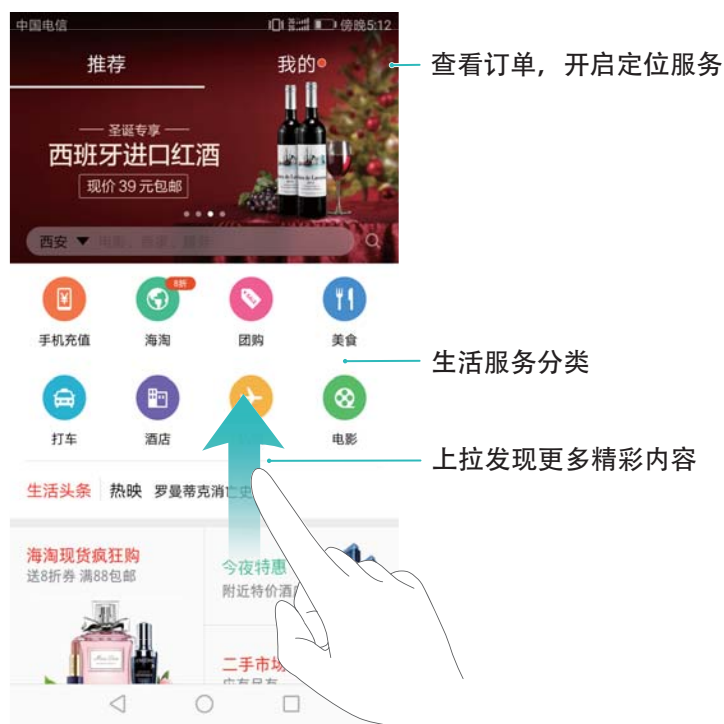 中国电信
傍晚5:12
推荐
我的
查看订单，开启定位服务
圣诞专享
西班牙进口红酒
现价 39 元包邮
西安
8折
手机充值
海淘
团购
美食
生活服务分类
打车
酒店
电影
上拉发现更多精彩内容
生活头条 热映 罗曼蒂克消亡史
海淘现货疯狂购
送8折券 满88包邮
今夜特惠
附近特价酒
二手市场